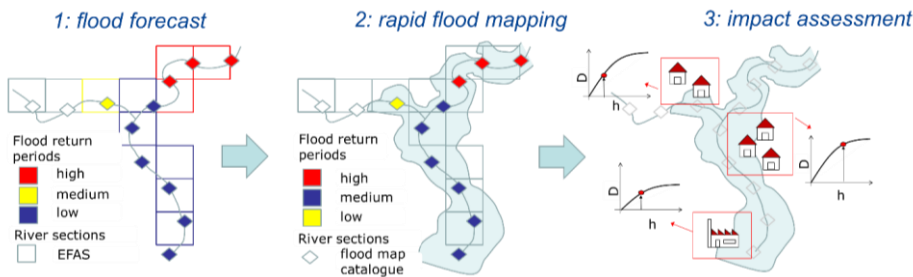 1: flood forecast
2: rapid flood mapping
3: impact assessment
Flood return
periods
high
medium
low
River sections
EFAS
Flood return
periods
high
medium
low
River sections
flood map
catalogue
D
h
D
h
D
h